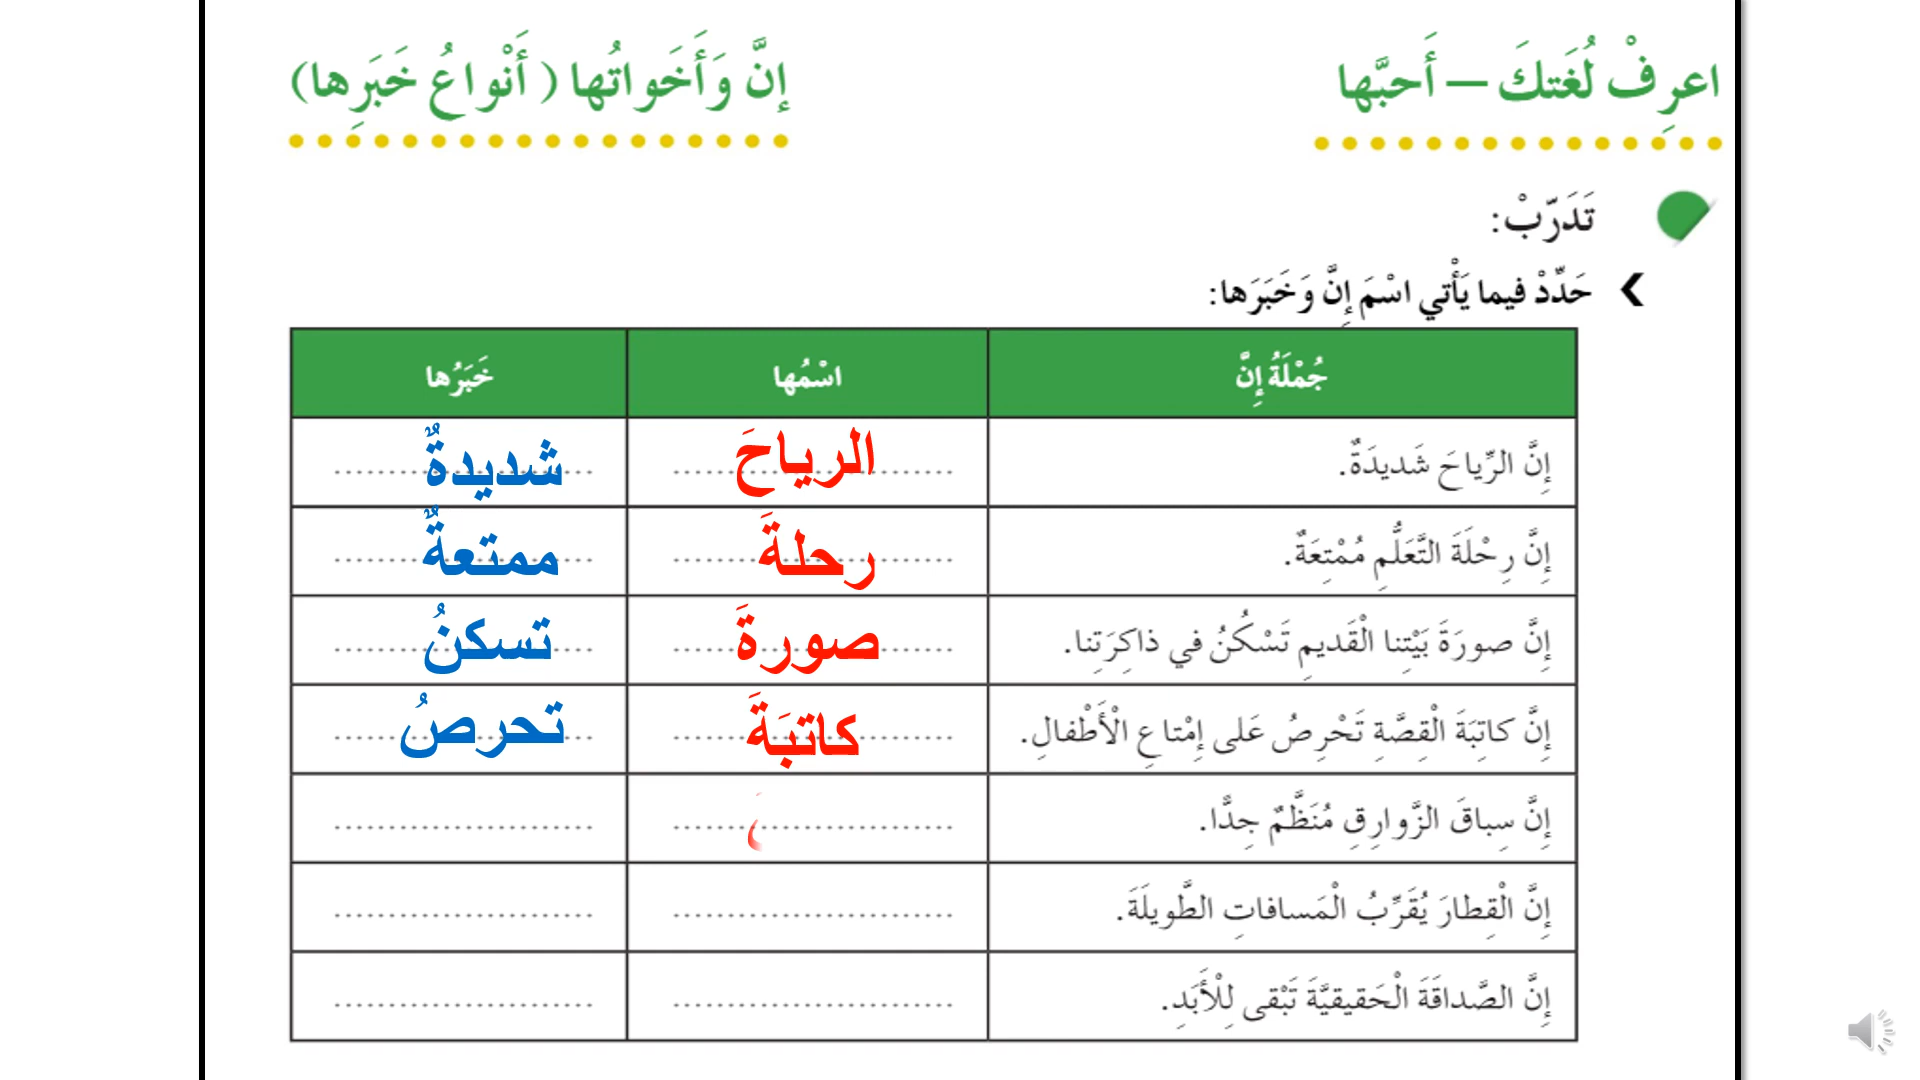 اعرِفْ لُغَتكَ – أَحبَّها
إنَّ وَأَخَواتُها ( أَنْواعُ خَبَرِها)
تَدَرّبْ:
حَدِّدْ فيما يَأْتي اسْمَ إِنَّ وَخَبَرَها:
جُمْلَةُ إِنَّ اسْمُها خَبَرُها
إِنَّ الرِّياحَ شَديدَةٌ. الرياحَ شديدةٌ
إِنَّ رِحْلَةَ التَّعَلُّمِ مُمْتِعَةٌ. رحلةَ ممتعةٌ
إِنَّ صورَةَ بَيْتِنا الْقَديمِ تَسْكُنُ في ذاكِرَتِنا. صورةَ تسكنُ
إِنَّ كاتِبَةَ الْقِصَّةِ تَحْرِصُ عَلى إِمْتاعِ الْأَطْفالِ. كاتبَةَ تحرصُ
إِنَّ سِباقَ الزَّوارِقِ مُنَظَّمٌ جِدًّا.
إِنَّ الْقِطارَ يُقَرِّبُ الْمَسافاتِ الطَّويلَةَ.
إِنَّ الصَّداقَةَ الْحَقيقيَّةَ تَبْقى لِلْأَبَدِ.